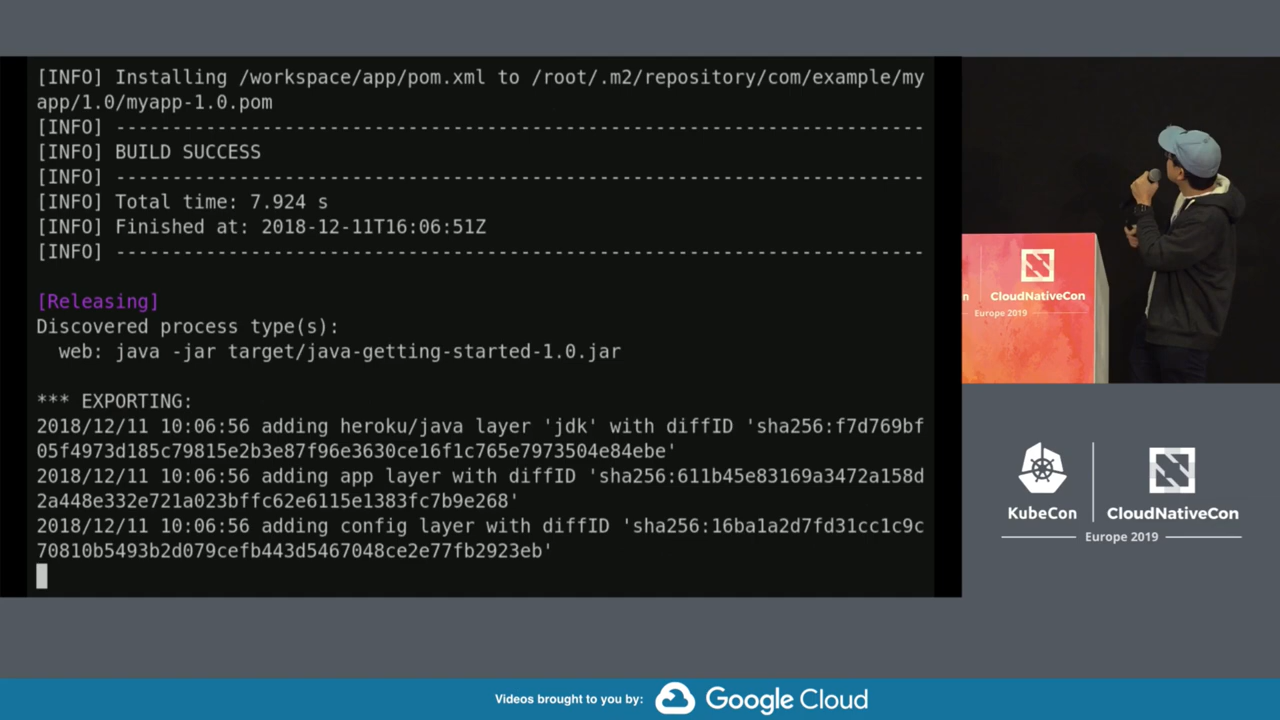 [INFO] Installing /workspace/app/pom.xml to /root/.m2/repository/com/example/my
app/1.0/myapp-1.0.pom
[INFO] ------------------------------------------------------------------------
[INFO] BUILD SUCCESS
[INFO] ------------------------------------------------------------------------
[INFO] Total time: 7.924 s
[INFO] Finished at: 2018-12-11T16:06:51Z
[INFO] ------------------------------------------------------------------------
[Releasing]
Discovered process type(s):
web: java -jar target/java-getting-started-1.0.jar
*** EXPORTING:
2018/12/11 10:06:56 adding heroku/java layer 'jdk' with diffID 'sha256:f7d769bf
05f4973d185c79815e2b3e87f96e3630ce16f1c765e7973504e84ebe'
2018/12/11 10:06:56 adding app layer with diffID 'sha256:611b45e83169a3472a158d
2a448e332e721a023bffc62e6115e1383fc7b9e268'
2018/12/11 10:06:56 adding config layer with diffID 'sha256:16ba1a2d7fd31cc1c9c
70810b5493b2d079cefb443d5467048ce2e77fb2923eb'
n CloudNativeCon
Europe 2019
KubeCon CloudNativeCon
Europe 2019
Videos brought to you by: Google Cloud